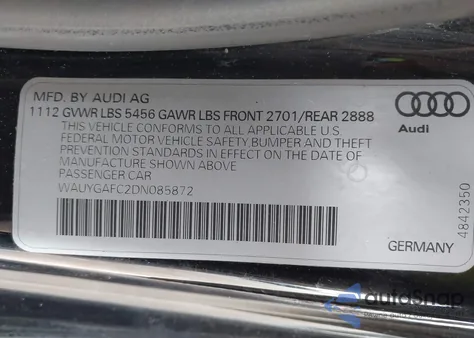 MFD. BY AUDI AG
1112 GVWR LBS 5456 GAWR LBS FRONT 2701/REAR 2888
THIS VEHICLE CONFORMS TO ALL APPLICABLE U.S.
FEDERAL MOTOR VEHICLE SAFETY,BUMPER AND THEFT
PREVENTION STANDARDS IN EFFECT ON THE DATE OF
MANUFACTURE SHOWN ABOVE
PASSENGER CAR
WAUYGAFC2DN085872
Audi
4842350
GERMANY
autoSnap